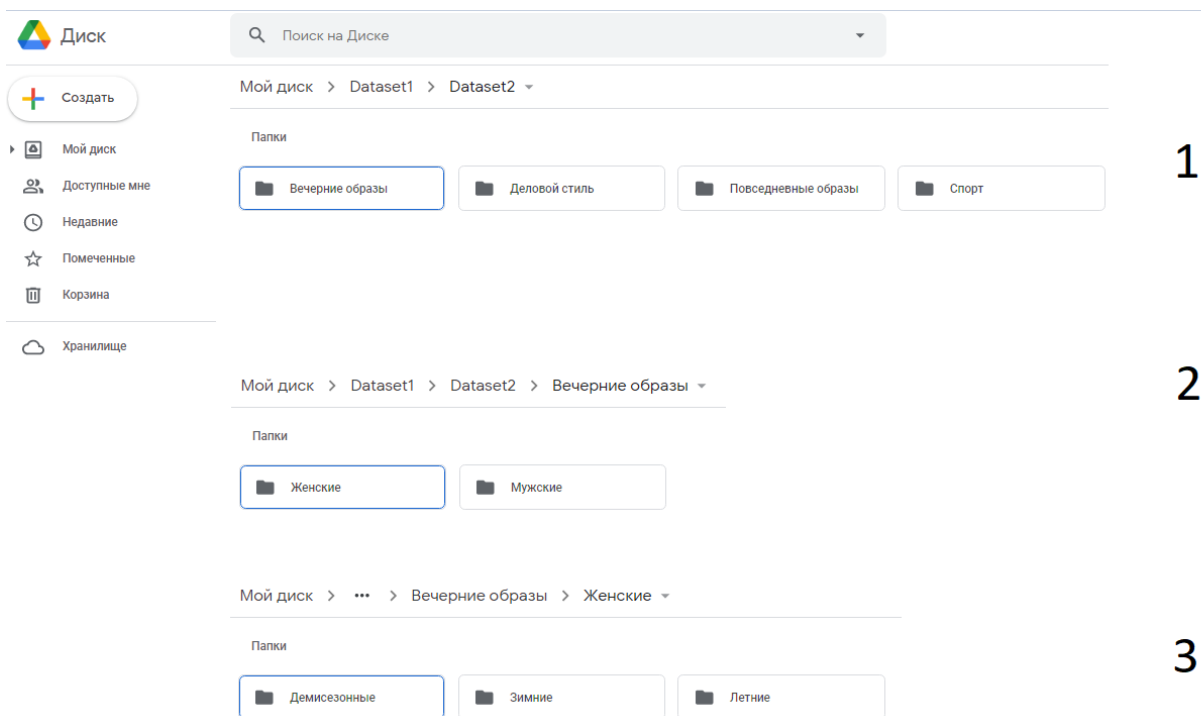 Диск
Поиск на Диске
Создать
Мой диск
Доступные мне
Недавние
Помеченные
Корзина
Хранилище
Мой диск > Dataset1 > Dataset2
Папки
Вечерние образы Деловой стиль Повседневные образы Спорт
1
Мой диск > Dataset1 > Dataset2 > Вечерние образы
2
Папки
Женские Мужские
Мой диск > ••• > Вечерние образы > Женские
Папки
3
Демисезонные Зимние Летние